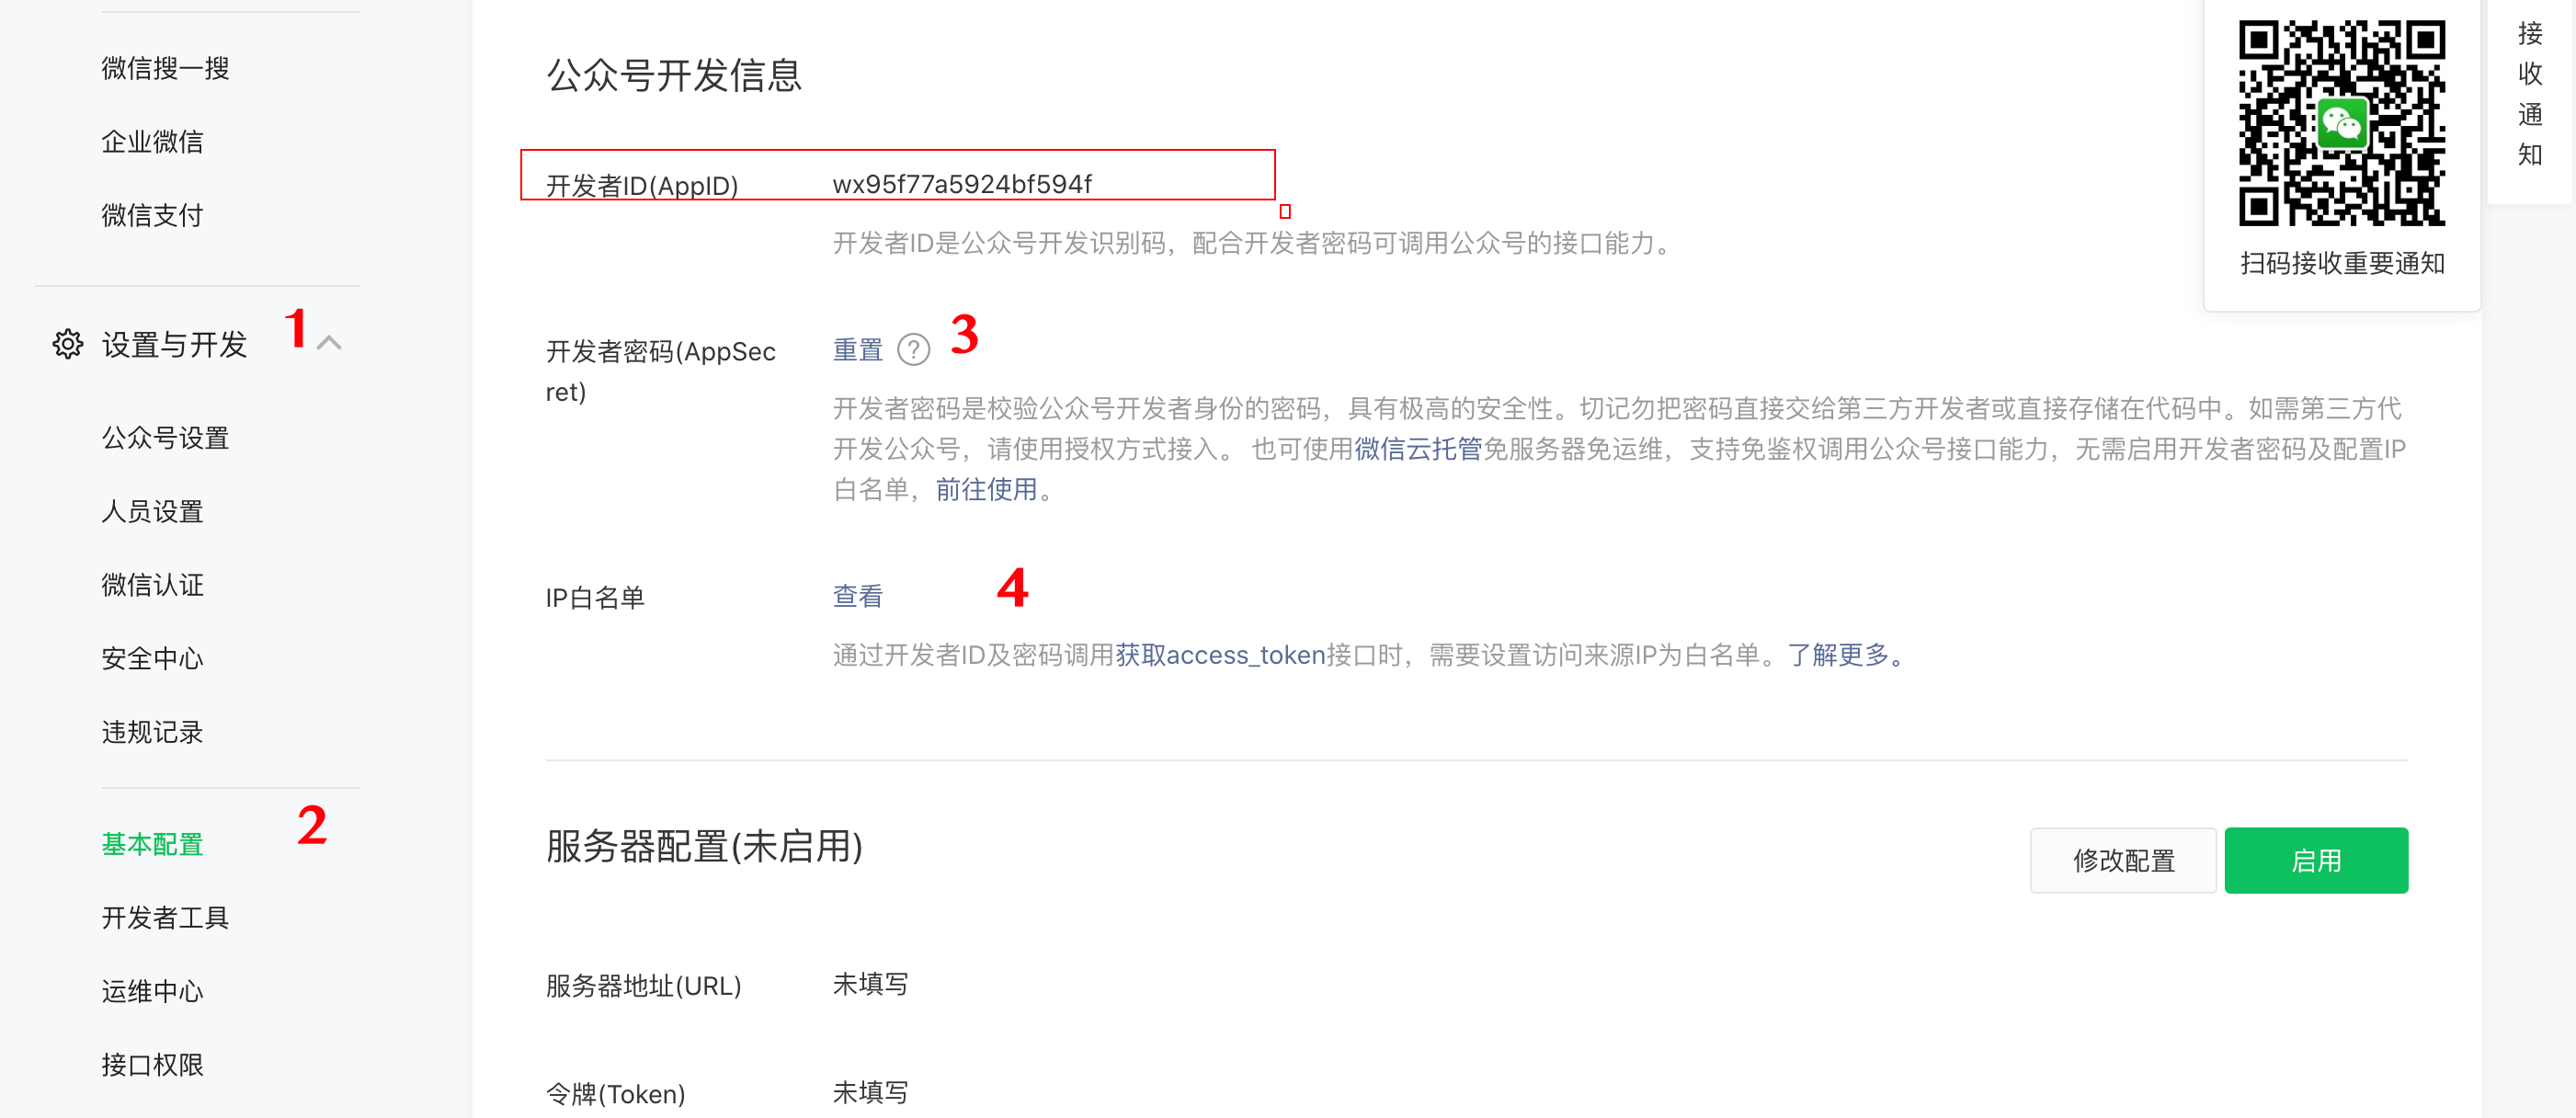 微信搜一搜
企业微信
微信支付
设置与开发
1
公众号设置
人员设置
微信认证
安全中心
违规记录
基本配置
2
开发者工具
运维中心
接口权限
公众号开发信息
开发者ID(AppID)
wx95f77a5924bf594f
开发者ID是公众号开发识别码，配合开发者密码可调用公众号的接口能力。
开发者密码(AppSec
ret)
重置 ?
3
开发者密码是校验公众号开发者身份的密码，具有极高的安全性。切记勿把密码直接交给第三方开发者或直接存储在代码中。如需第三方代
开发公众号，请使用授权方式接入。 也可使用微信云托管免服务器免运维，支持免鉴权调用公众号接口能力，无需启用开发者密码及配置IP
白名单，前往使用。
IP白名单
查看
4
通过开发者ID及密码调用获取access_token接口时，需要设置访问来源IP为白名单。了解更多。
服务器配置(未启用)
修改配置
启用
服务器地址(URL)
未填写
令牌(Token)
未填写
扫码接收重要通知
接
收
通
知